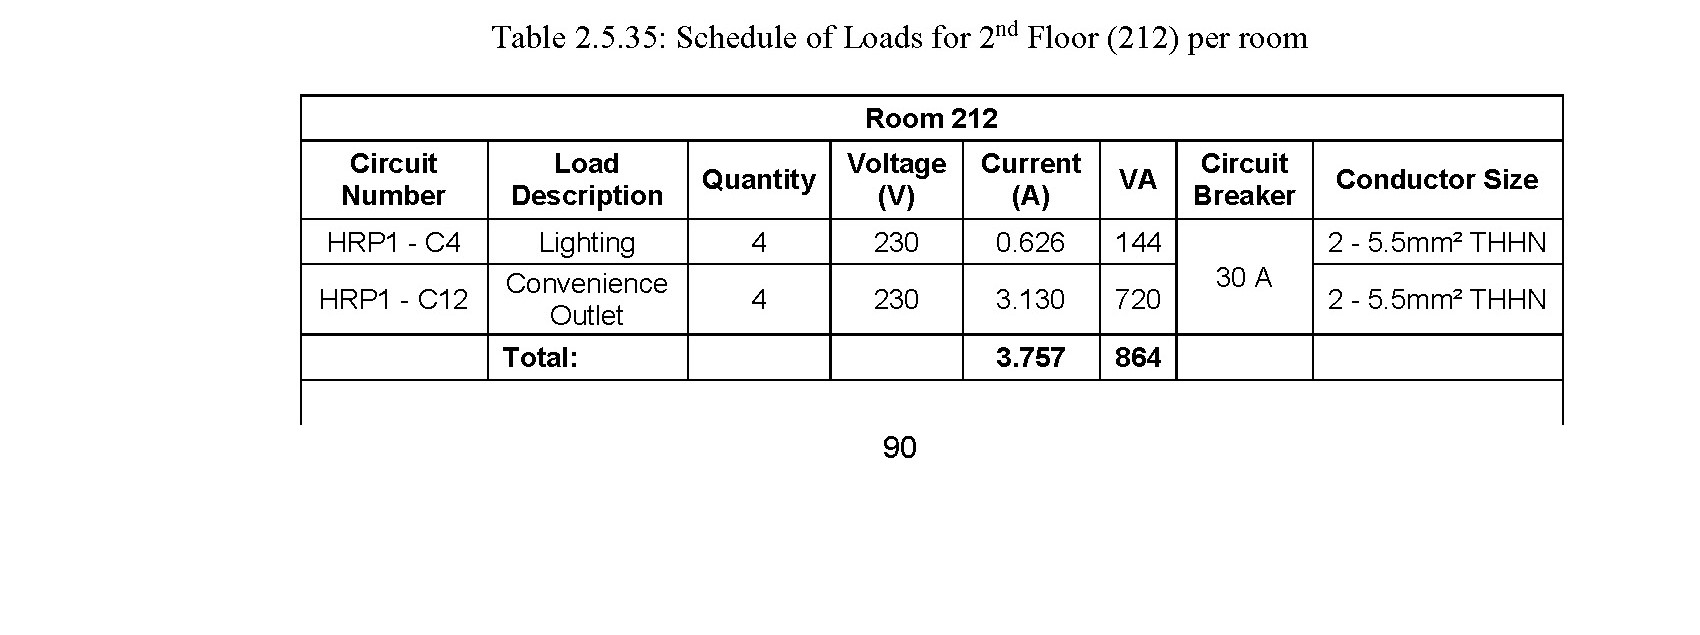 Table 2.5.35: Schedule of Loads for 2nd Floor (212) per room
Room 212
Circuit Number Load Description Quantity Voltage (V) Current (A) VA Circuit Breaker Conductor Size
HRP1 - C4 Lighting 4 230 0.626 144 30 A 2 - 5.5mm² THHN
HRP1 - C12 Convenience Outlet 4 230 3.130 720 2 - 5.5mm² THHN
Total: 3.757 864
90